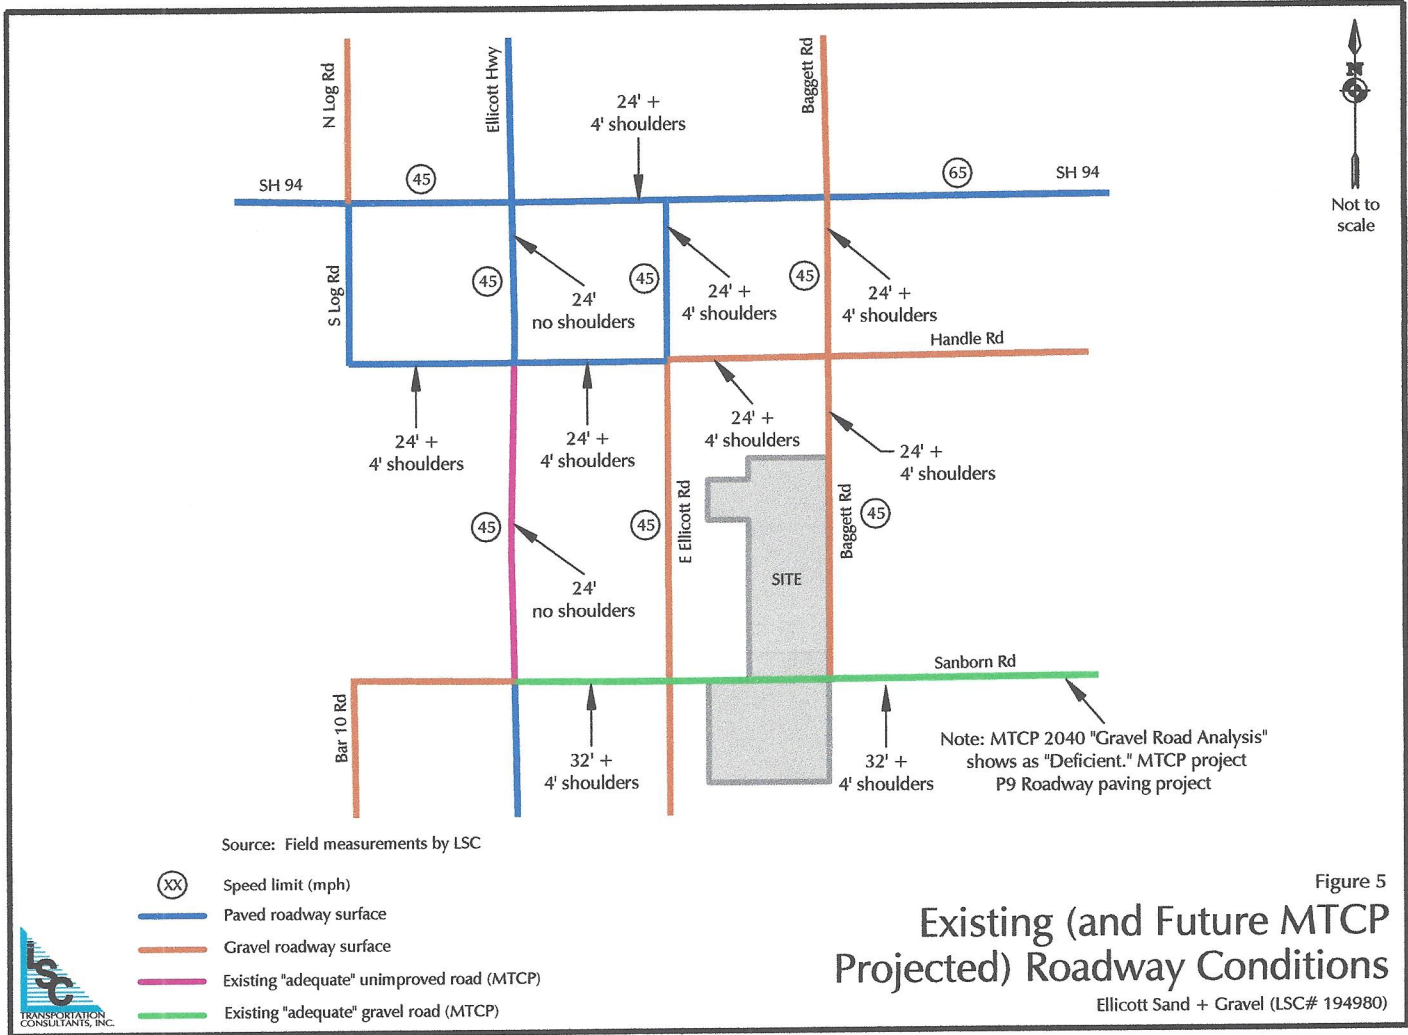 N Log Rd
Ellicott Hwy
Baggett Rd
N
24' +
4' shoulders
SH 94
45
65
SH 94
Not to
scale
S Log Rd
45
24'
no shoulders
45
24' +
4' shoulders
45
24' +
4' shoulders
Handle Rd
24' +
4' shoulders
24' +
4' shoulders
24' +
4' shoulders
24' +
4' shoulders
45
24'
no shoulders
45
E Ellicott Rd
SITE
Baggett Rd
45
Sanborn Rd
Bar 10 Rd
32' +
4' shoulders
32' +
4' shoulders
Note: MTCP 2040 "Gravel Road Analysis"
shows as "Deficient." MTCP project
P9 Roadway paving project
Source: Field measurements by LSC
XX Speed limit (mph)
Paved roadway surface
Gravel roadway surface
Existing "adequate" unimproved road (MTCP)
Existing "adequate" gravel road (MTCP)
LSC
TRANSPORTATION
CONSULTANTS, INC.
Figure 5
Existing (and Future MTCP
Projected) Roadway Conditions
Ellicott Sand + Gravel (LSC# 194980)